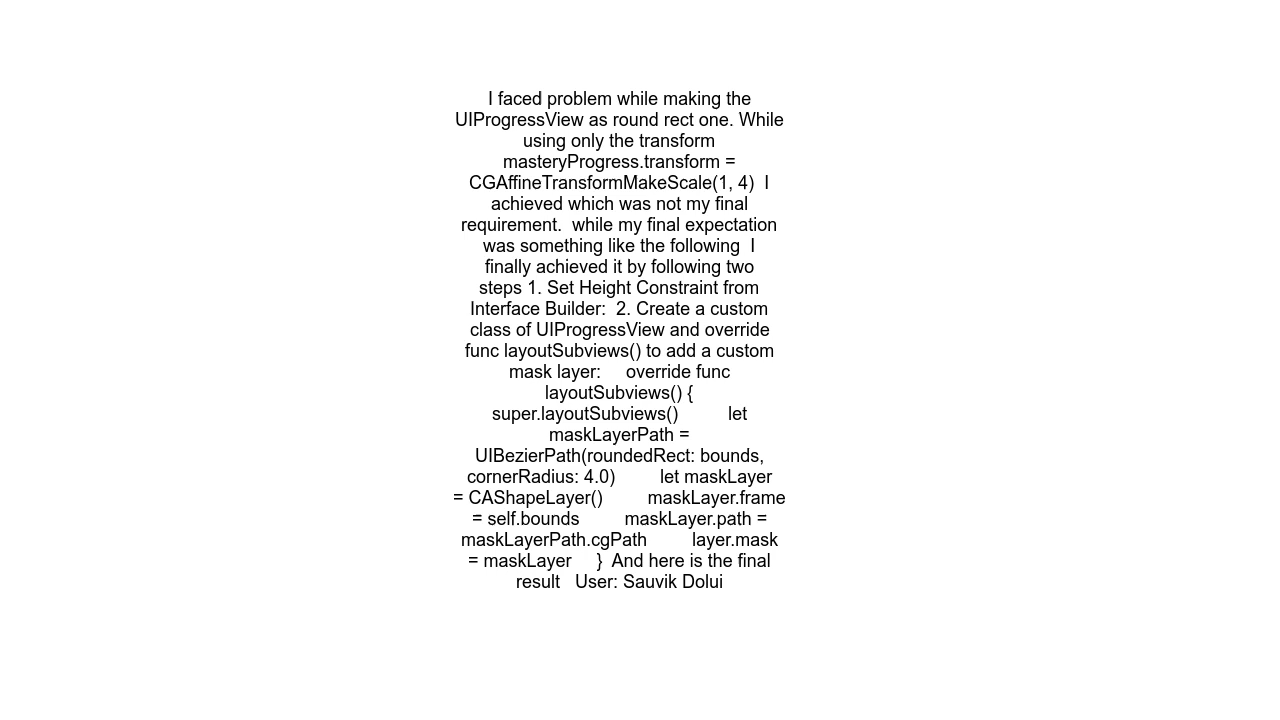 I faced problem while making the
UIProgressView as round rect one. While
using only the transform
masteryProgress.transform =
CGAffineTransformMakeScale(1, 4)  I
achieved which was not my final
requirement.  while my final expectation
was something like the following  I
finally achieved it by following two
steps 1. Set Height Constraint from
Interface Builder:  2. Create a custom
class of UIProgressView and override
func layoutSubviews() to add a custom
mask layer:     override func
layoutSubviews() {
super.layoutSubviews()          let
maskLayerPath =
UIBezierPath(roundedRect: bounds,
cornerRadius: 4.0)         let maskLayer
= CAShapeLayer()         maskLayer.frame
= self.bounds         maskLayer.path =
maskLayerPath.cgPath         layer.mask
= maskLayer     }  And here is the final
result   User: Sauvik Dolui